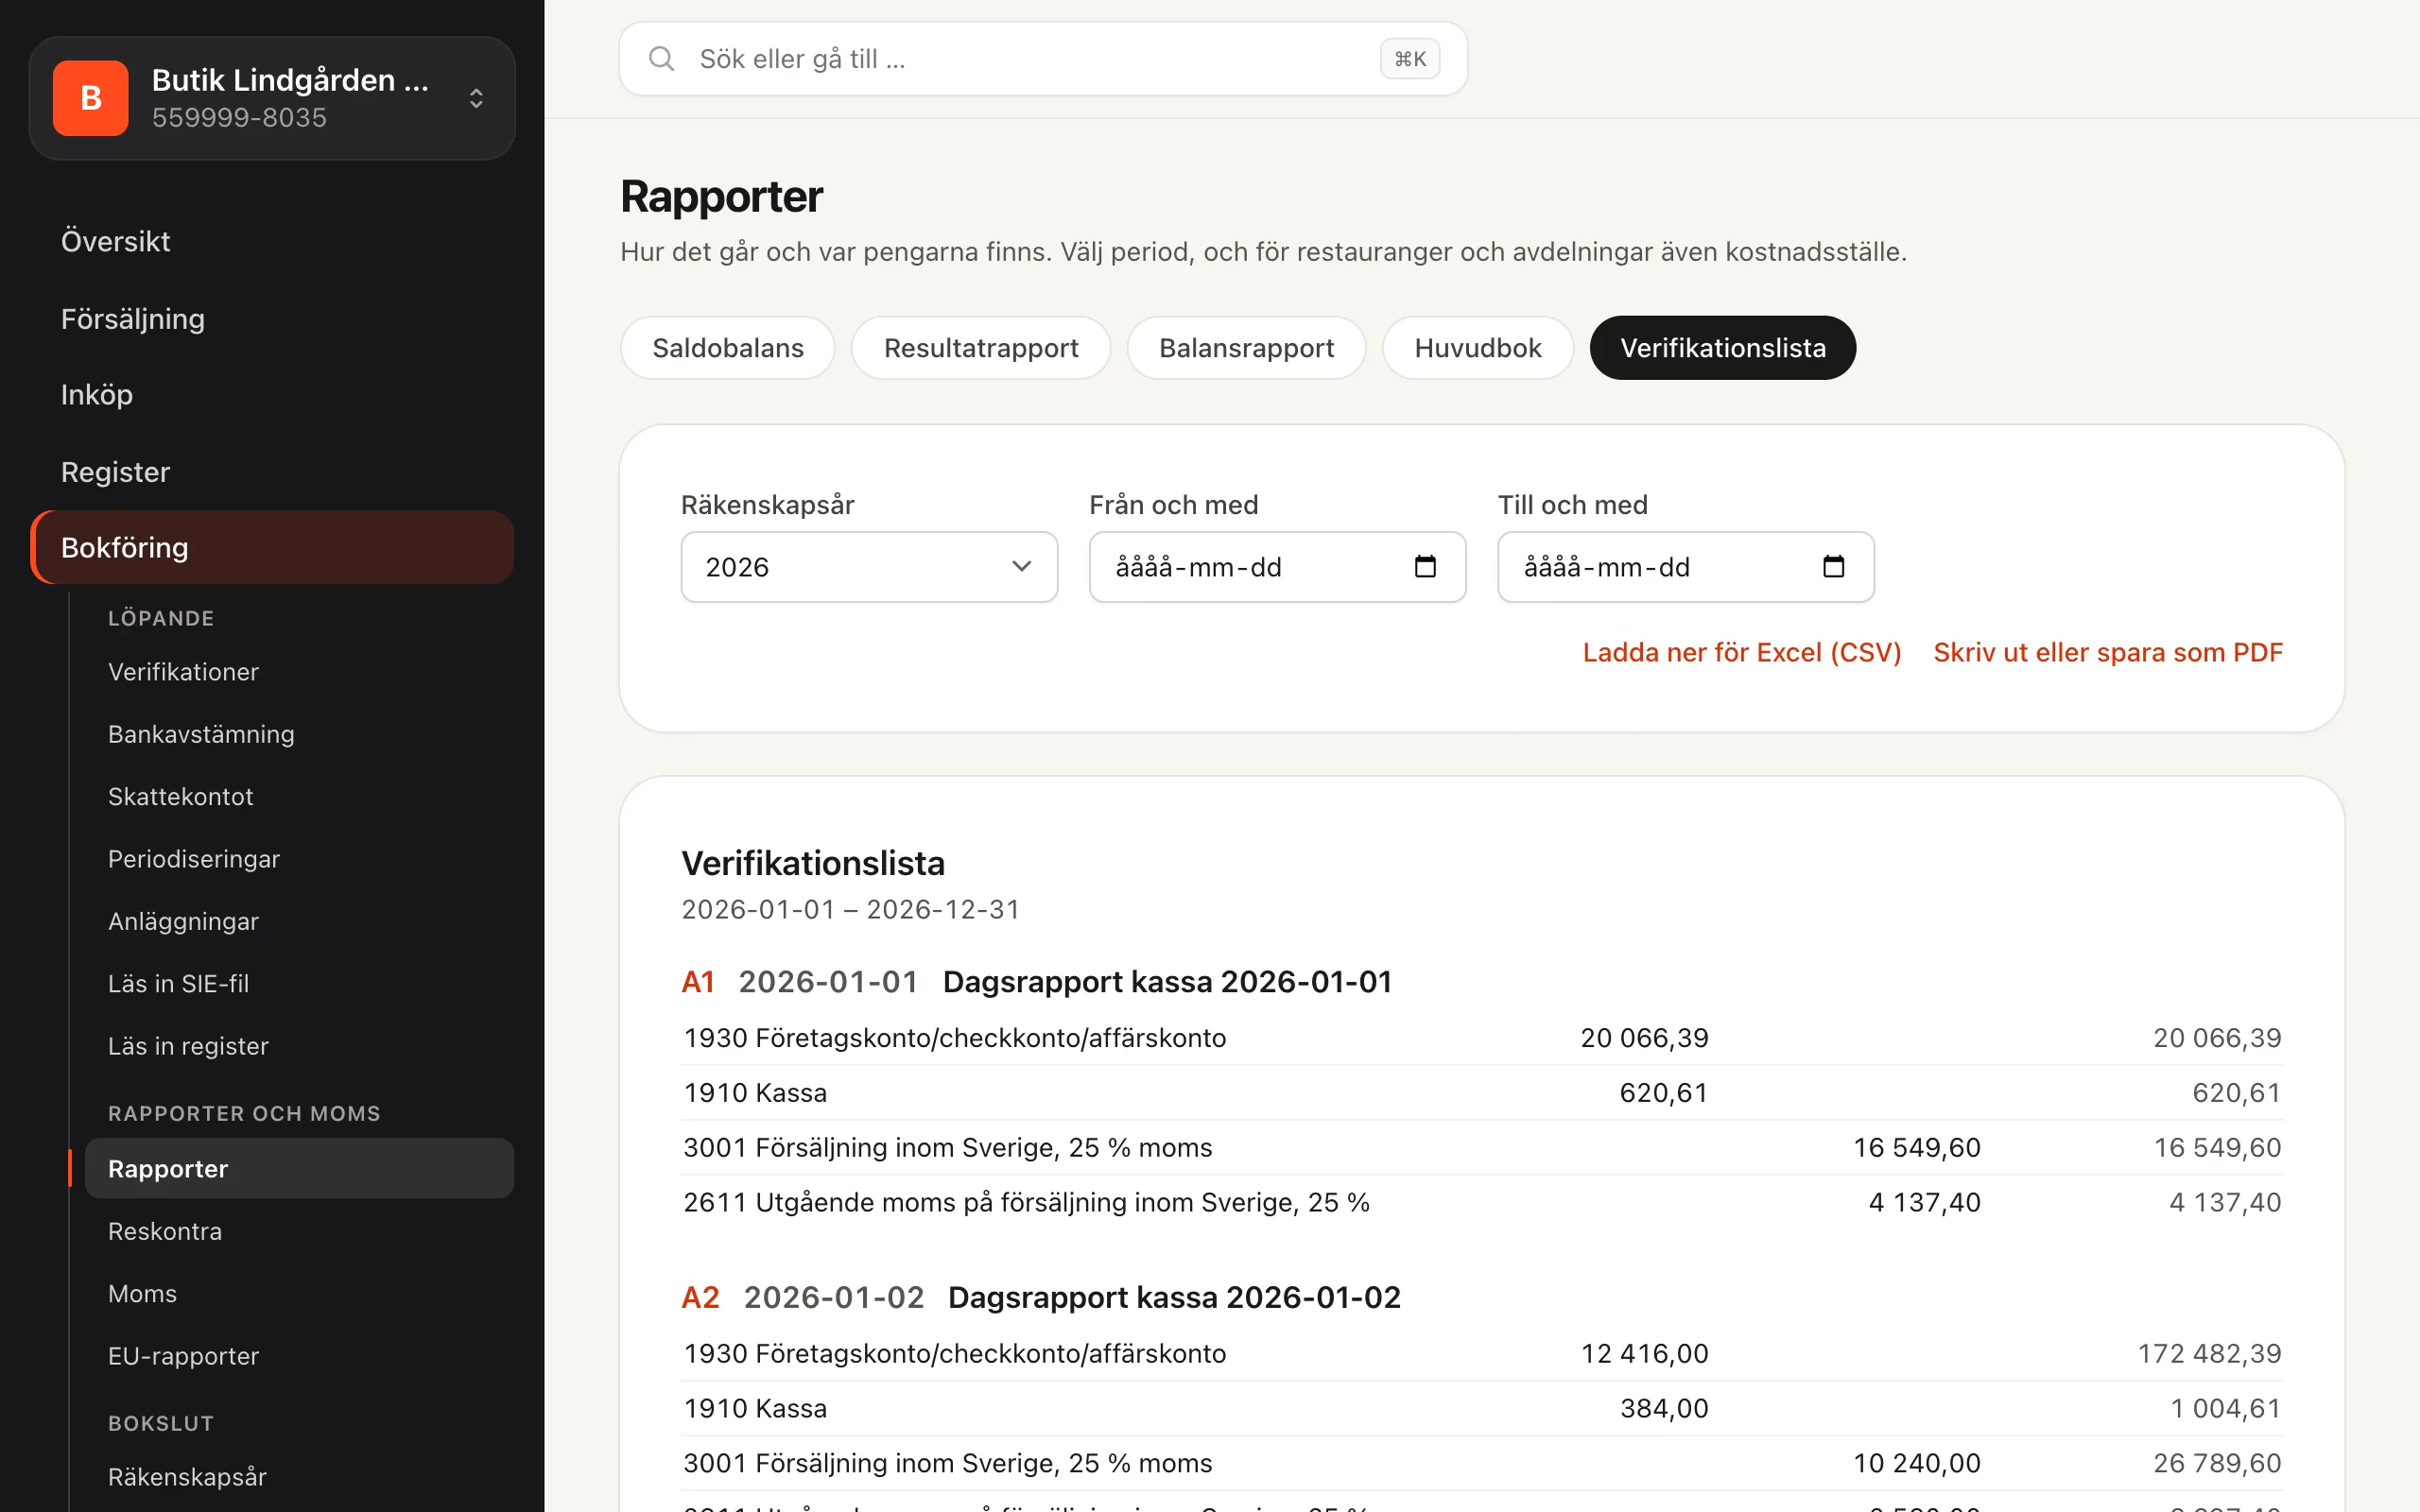 B
Butik Lindgården ...
559999-8035
Översikt
Försäljning
Inköp
Register
Bokföring
LÖPANDE
Verifikationer
Bankavstämning
Skattekontot
Periodiseringar
Anläggningar
Läs in SIE-fil
Läs in register
RAPPORTER OCH MOMS
Rapporter
Reskontra
Moms
EU-rapporter
BOKSLUT
Räkenskapsår
Sök eller gå till ...
⌘K
Rapporter
Hur det går och var pengarna finns. Välj period, och för restauranger och avdelningar även kostnadsställe.
Saldobalans Resultatrapport Balansrapport Huvudbok Verifikationslista
Räkenskapsår Från och med Till och med
2026 åååå-mm-dd åååå-mm-dd
Ladda ner för Excel (CSV) Skriv ut eller spara som PDF
Verifikationslista
2026-01-01 – 2026-12-31
A1 2026-01-01 Dagsrapport kassa 2026-01-01
1930 Företagskonto/checkkonto/affärskonto 20 066,39 20 066,39
1910 Kassa 620,61 620,61
3001 Försäljning inom Sverige, 25 % moms 16 549,60 16 549,60
2611 Utgående moms på försäljning inom Sverige, 25 % 4 137,40 4 137,40
A2 2026-01-02 Dagsrapport kassa 2026-01-02
1930 Företagskonto/checkkonto/affärskonto 12 416,00 172 482,39
1910 Kassa 384,00 1 004,61
3001 Försäljning inom Sverige, 25 % moms 10 240,00 26 789,60